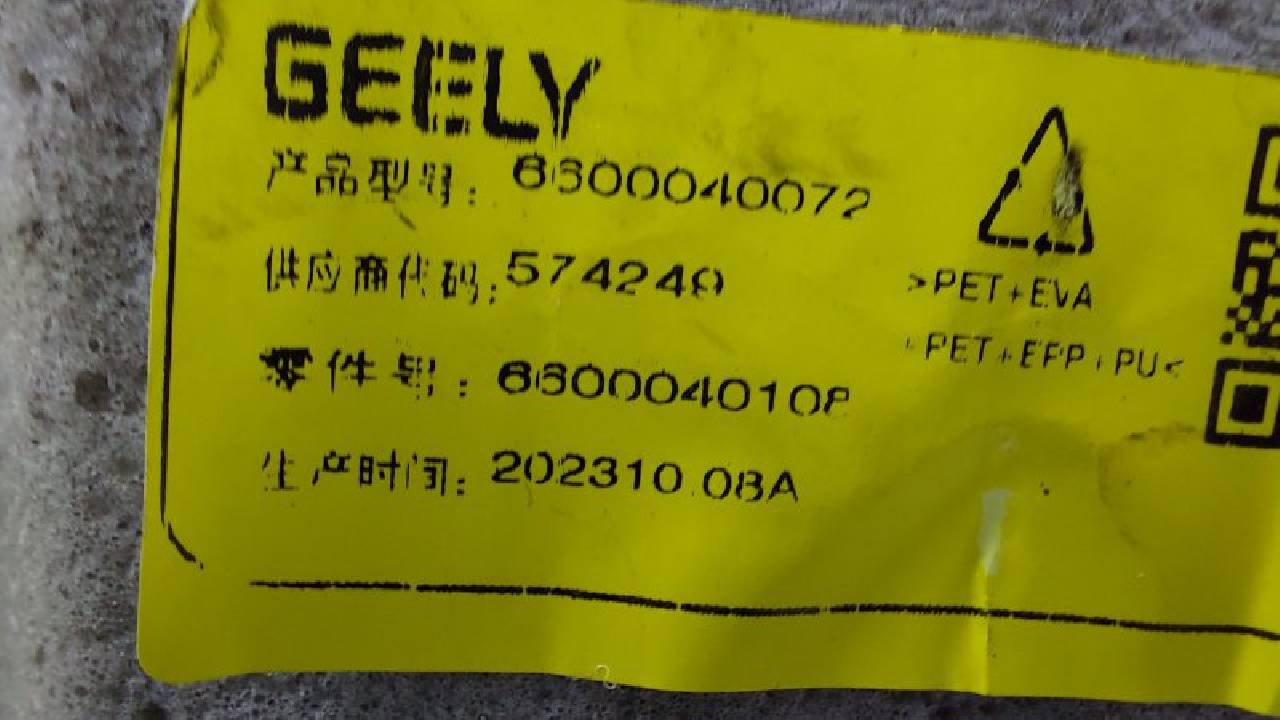 GEELY
产品型号：6600040072
供应商代码：574249
零件号：6600040108
生产时间：202310.08A
>PET+EVA
+PET+EPP+PU<